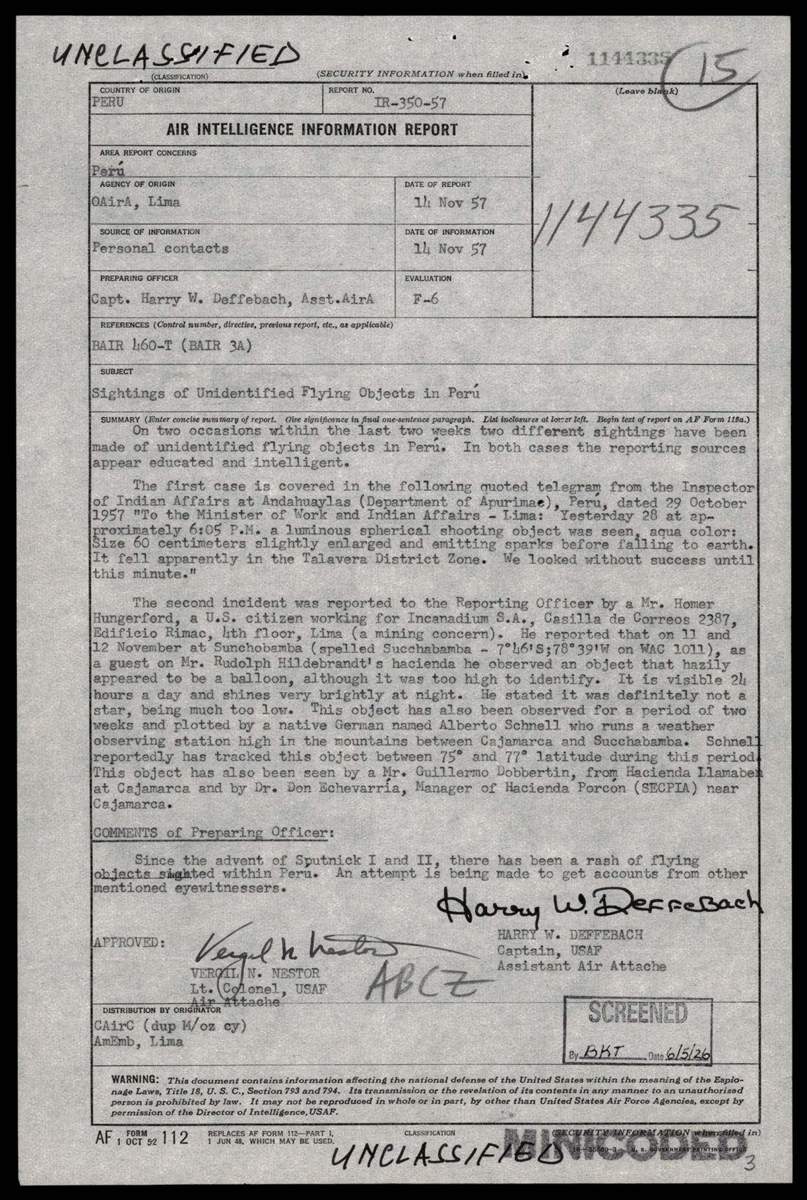 UNCLASSIFIED
(CLASSIFICATION)
(SECURITY INFORMATION when filled in)
1144335
15
COUNTRY OF ORIGIN
PERU
REPORT NO.
IR-350-57
(Leave blank)
AIR INTELLIGENCE INFORMATION REPORT
AREA REPORT CONCERNS
Perú
AGENCY OF ORIGIN
OAirA, Lima
DATE OF REPORT
14 Nov 57
1144335
SOURCE OF INFORMATION
Personal contacts
DATE OF INFORMATION
14 Nov 57
PREPARING OFFICER
Capt. Harry W. Deffebach, Asst.AirA
EVALUATION
F-6
REFERENCES (Control number, directive, previous report, etc., as applicable)
BAIR 460-T (BAIR 3A)
SUBJECT
Sightings of Unidentified Flying Objects in Perú
SUMMARY (Enter concise summary of report. Give significance in final one-sentence paragraph. List inclosures at lower left. Begin text of report on AF Form 112a.)
On two occasions within the last two weeks two different sightings have been
made of unidentified flying objects in Perú. In both cases the reporting sources
appear educated and intelligent.
The first case is covered in the following quoted telegram from the Inspector
of Indian Affairs at Andahuaylas (Department of Apurimac), Perú, dated 29 October
1957 "To the Minister of Work and Indian Affairs - Lima: Yesterday 28 at ap-
proximately 6:05 P.M. a luminous spherical shooting object was seen, aqua color:
Size 60 centimeters slightly enlarged and emitting sparks before falling to earth.
It fell apparently in the Talavera District Zone. We looked without success until
this minute."
The second incident was reported to the Reporting Officer by a Mr. Homer
Hungerford, a U.S. citizen working for Incanadium S.A., Casilla de Correos 2387,
Edificio Rimac, 4th floor, Lima (a mining concern). He reported that on 11 and
12 November at Sunchobamba (spelled Succhabamba - 7°46'S;78°39'W on WAC 1011), as
a guest on Mr. Rudolph Hildebrandt's hacienda he observed an object that hazily
appeared to be a balloon, although it was too high to identify. It is visible 24
hours a day and shines very brightly at night. He stated it was definitely not a
star, being much too low. This object has also been observed for a period of two
weeks and plotted by a native German named Alberto Schnell who runs a weather
observing station high in the mountains between Cajamarca and Succhabamba. Schnell
reportedly has tracked this object between 75° and 77° latitude during this period.
This object has also been seen by a Mr. Guillermo Dobbertin, from Hacienda Llamaben
at Cajamarca and by Dr. Don Echevarría, Manager of Hacienda Porcón (SECPIA) near
Cajamarca.
COMMENTS of Preparing Officer:
Since the advent of Sputnick I and II, there has been a rash of flying
objects sighted within Peru. An attempt is being made to get accounts from other
mentioned eyewitnessers.
Harry W. Deffebach
APPROVED:
Vergil N Nestor
HARRY W. DEFFEBACH
Captain, USAF
Assistant Air Attache
VERGIL N. NESTOR
Lt. Colonel, USAF
Air Attache
ABCZ
DISTRIBUTION BY ORIGINATOR
CAirC (dup M/oz cy)
AmEmb, Lima
SCREENED
By BKT Date 6/5/26
WARNING: This document contains information affecting the national defense of the United States within the meaning of the Espio-
nage Laws, Title 18, U. S. C., Section 793 and 794. Its transmission or the revelation of its contents in any manner to an unauthorized
person is prohibited by law. It may not be reproduced in whole or in part, by other than United States Air Force Agencies, except by
permission of the Director of Intelligence, USAF.
AF FORM 1 OCT 52 112
REPLACES AF FORM 112—PART I,
1 JUN 48, WHICH MAY BE USED.
CLASSIFICATION
(SECURITY INFORMATION when filled in)
U. S. GOVERNMENT PRINTING OFFICE
UNCLASSIFIED
MINICODED
3